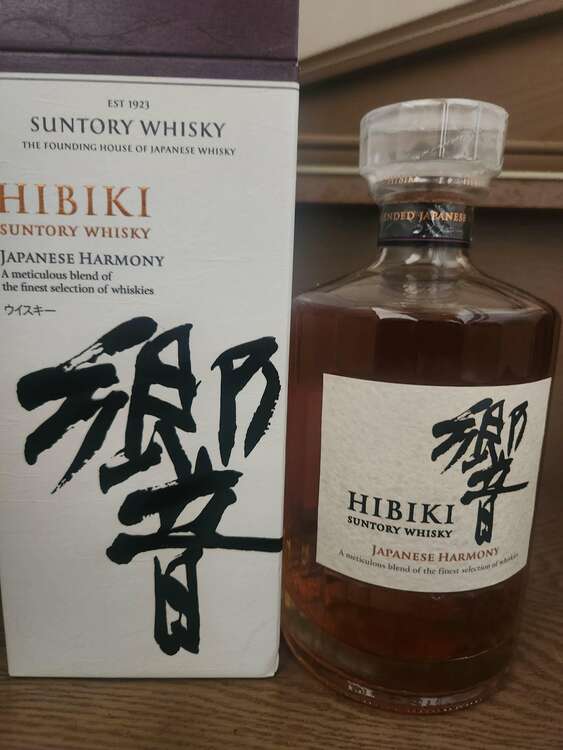 EST 1923
SUNTORY WHISKY
THE FOUNDING HOUSE OF JAPANESE WHISKY
HIBIKI
SUNTORY WHISKY
JAPANESE HARMONY
A meticulous blend of
the finest selection of whiskies
ウイスキー
響
HIBIKI
ENDED JAPANESE
響
HIBIKI
SUNTORY WHISKY
JAPANESE HARMONY
A meticulous blend of the finest selection of whiskies